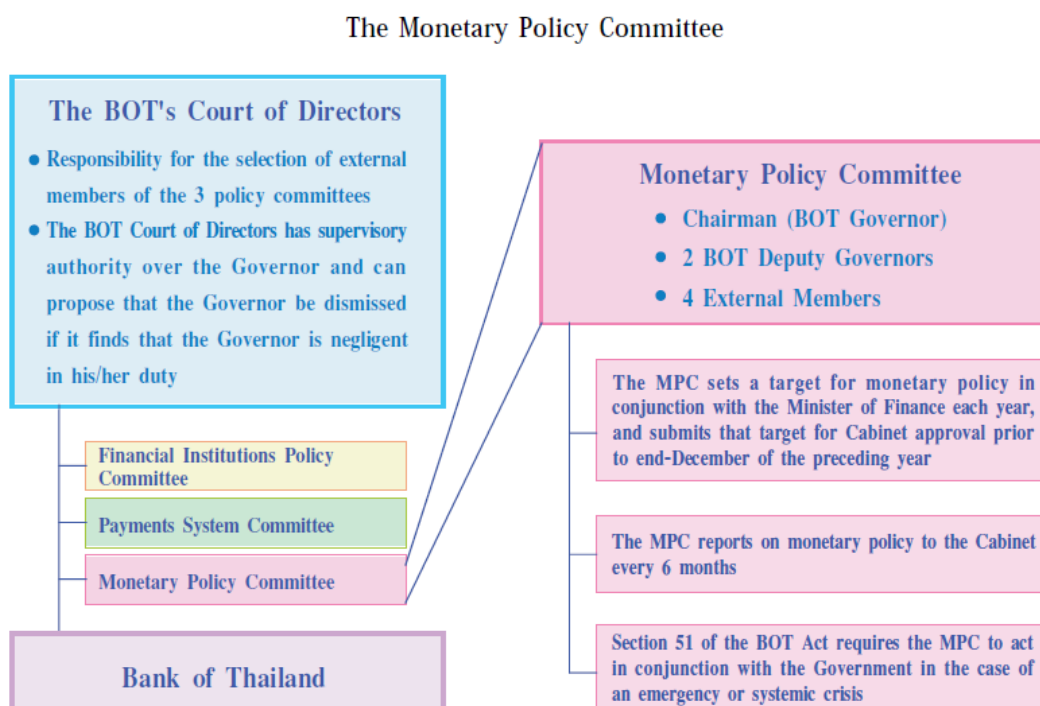 The Monetary Policy Committee
The BOT's Court of Directors
● Responsibility for the selection of external
members of the 3 policy committees
● The BOT Court of Directors has supervisory
authority over the Governor and can
propose that the Governor be dismissed
if it finds that the Governor is negligent
in his/her duty
Financial Institutions Policy
Committee
Payments System Committee
Monetary Policy Committee
Bank of Thailand
Monetary Policy Committee
● Chairman (BOT Governor)
● 2 BOT Deputy Governors
● 4 External Members
The MPC sets a target for monetary policy in
conjunction with the Minister of Finance each year,
and submits that target for Cabinet approval prior
to end-December of the preceding year
The MPC reports on monetary policy to the Cabinet
every 6 months
Section 51 of the BOT Act requires the MPC to act
in conjunction with the Government in the case of
an emergency or systemic crisis